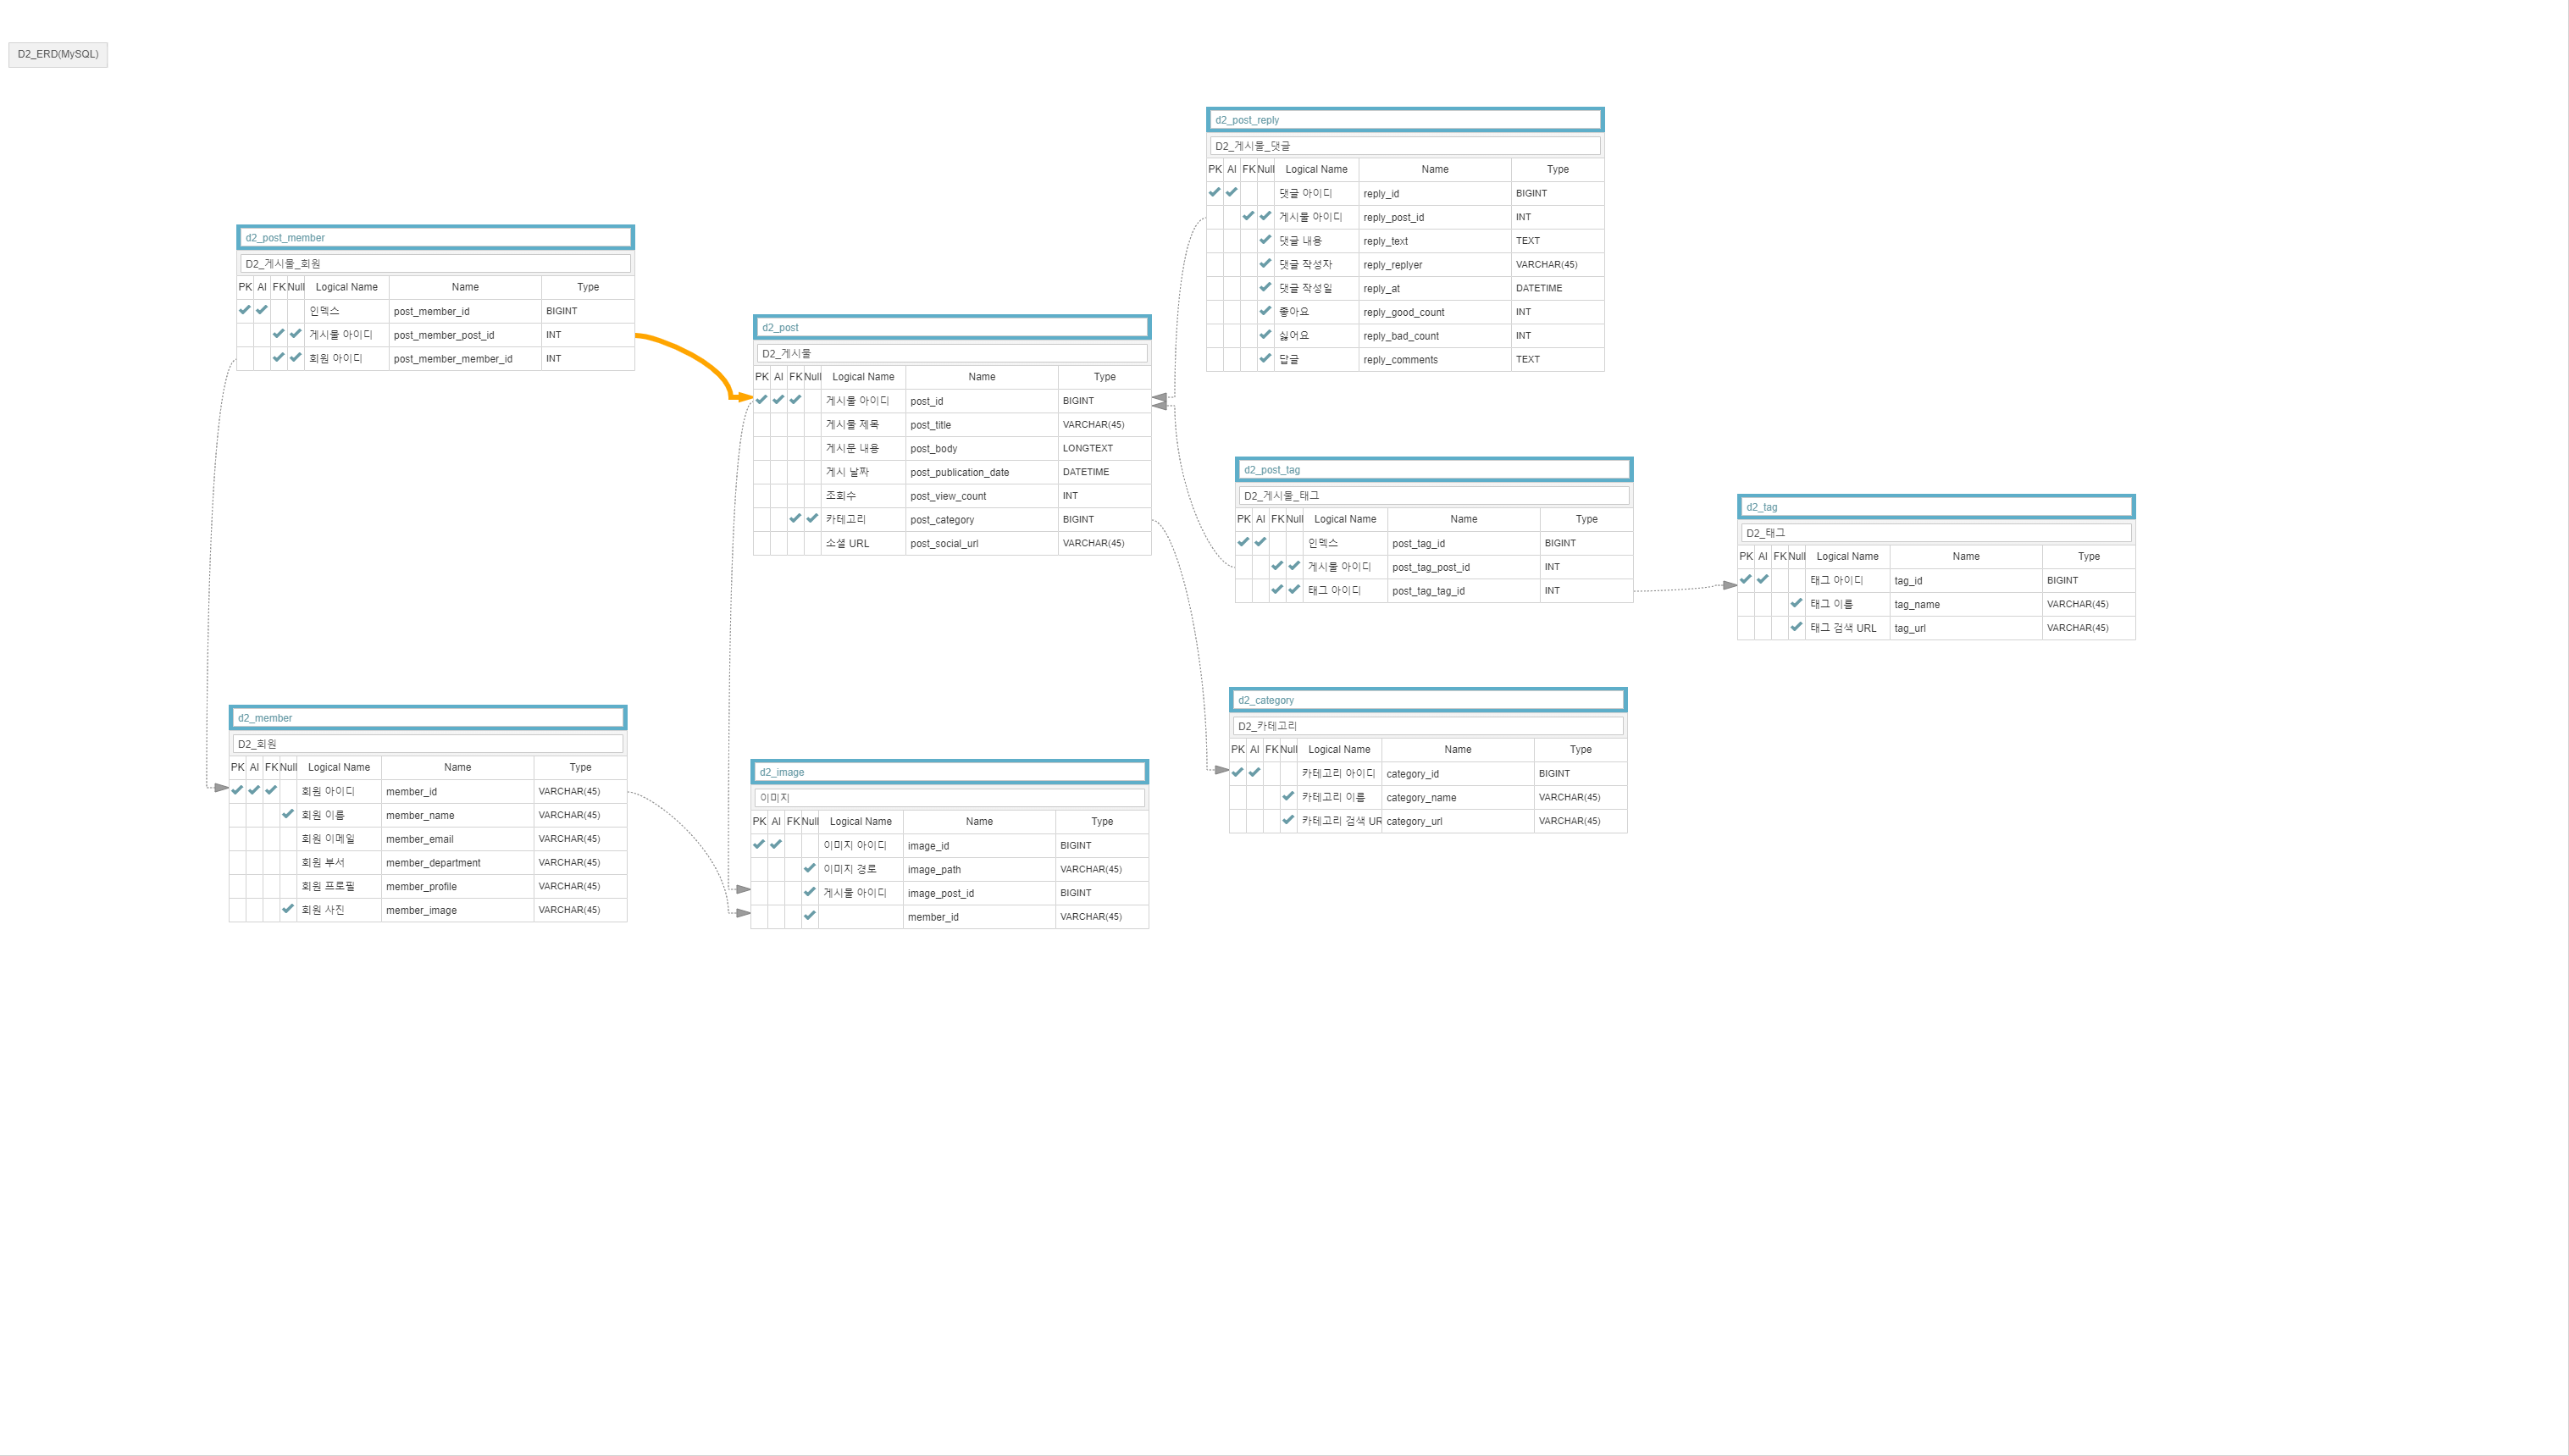 D2_ERD(MySQL)
d2_post_reply
D2_게시물_댓글
PK AI FK Null Logical Name Name Type
댓글 아이디 reply_id BIGINT
게시물 아이디 reply_post_id INT
댓글 내용 reply_text TEXT
댓글 작성자 reply_replyer VARCHAR(45)
댓글 작성일 reply_at DATETIME
좋아요 reply_good_count INT
싫어요 reply_bad_count INT
답글 reply_comments TEXT
d2_post_member
D2_게시물_회원
PK AI FK Null Logical Name Name Type
인덱스 post_member_id BIGINT
게시물 아이디 post_member_post_id INT
회원 아이디 post_member_member_id INT
d2_post
D2_게시물
PK AI FK Null Logical Name Name Type
게시물 아이디 post_id BIGINT
게시물 제목 post_title VARCHAR(45)
게시문 내용 post_body LONGTEXT
게시 날짜 post_publication_date DATETIME
조회수 post_view_count INT
카테고리 post_category BIGINT
소셜 URL post_social_url VARCHAR(45)
d2_post_tag
D2_게시물_태그
PK AI FK Null Logical Name Name Type
인덱스 post_tag_id BIGINT
게시물 아이디 post_tag_post_id INT
태그 아이디 post_tag_tag_id INT
d2_tag
D2_태그
PK AI FK Null Logical Name Name Type
태그 아이디 tag_id BIGINT
태그 이름 tag_name VARCHAR(45)
태그 검색 URL tag_url VARCHAR(45)
d2_category
D2_카테고리
PK AI FK Null Logical Name Name Type
카테고리 아이디 category_id BIGINT
카테고리 이름 category_name VARCHAR(45)
카테고리 검색 UR category_url VARCHAR(45)
d2_member
D2_회원
PK AI FK Null Logical Name Name Type
회원 아이디 member_id VARCHAR(45)
회원 이름 member_name VARCHAR(45)
회원 이메일 member_email VARCHAR(45)
회원 부서 member_department VARCHAR(45)
회원 프로필 member_profile VARCHAR(45)
회원 사진 member_image VARCHAR(45)
d2_image
이미지
PK AI FK Null Logical Name Name Type
이미지 아이디 image_id BIGINT
이미지 경로 image_path VARCHAR(45)
게시물 아이디 image_post_id BIGINT
member_id VARCHAR(45)